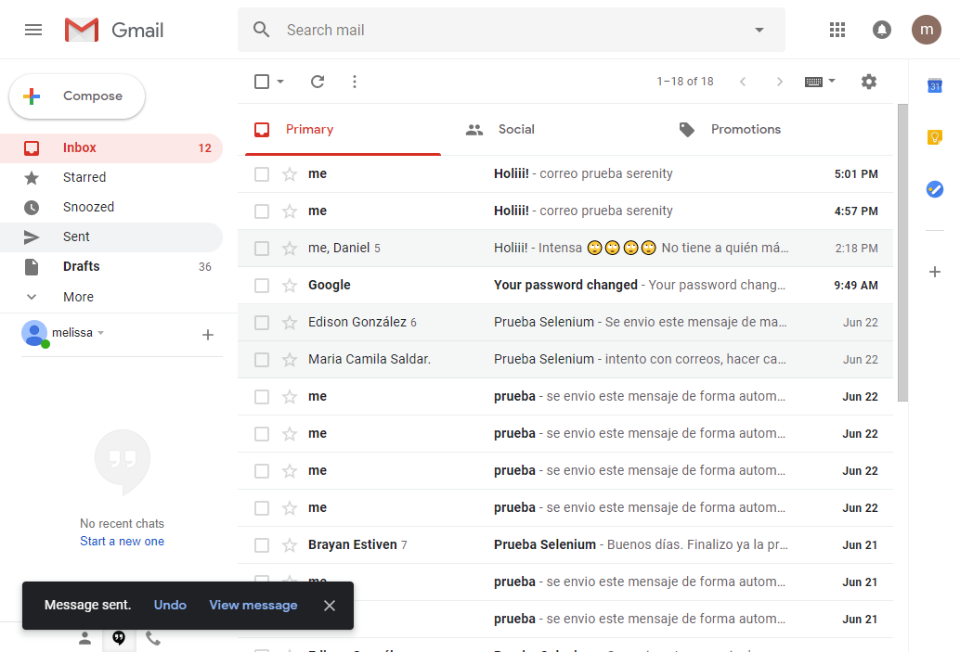 Gmail
Search mail
m
Compose
1–18 of 18
31
Primary
Social
Promotions
Inbox 12
Starred
Snoozed
Sent
Drafts 36
More
melissa
me Holiii! - correo prueba serenity 5:01 PM
me Holiii! - correo prueba serenity 4:57 PM
me, Daniel 5 Holiii! - Intensa 🙄🙄🙄🙄 No tiene a quién má… 2:18 PM
Google Your password changed - Your password chang… 9:49 AM
Edison González 6 Prueba Selenium - Se envio este mensaje de ma… Jun 22
Maria Camila Saldar. Prueba Selenium - intento con correos, hacer ca… Jun 22
me prueba - se envio este mensaje de forma autom… Jun 22
me prueba - se envio este mensaje de forma autom… Jun 22
me prueba - se envio este mensaje de forma autom… Jun 22
me prueba - se envio este mensaje de forma autom… Jun 22
Brayan Estiven 7 Prueba Selenium - Buenos días. Finalizo ya la pr… Jun 21
me prueba - se envio este mensaje de forma autom… Jun 21
prueba - se envio este mensaje de forma autom… Jun 21
No recent chats
Start a new one
Message sent. Undo View message